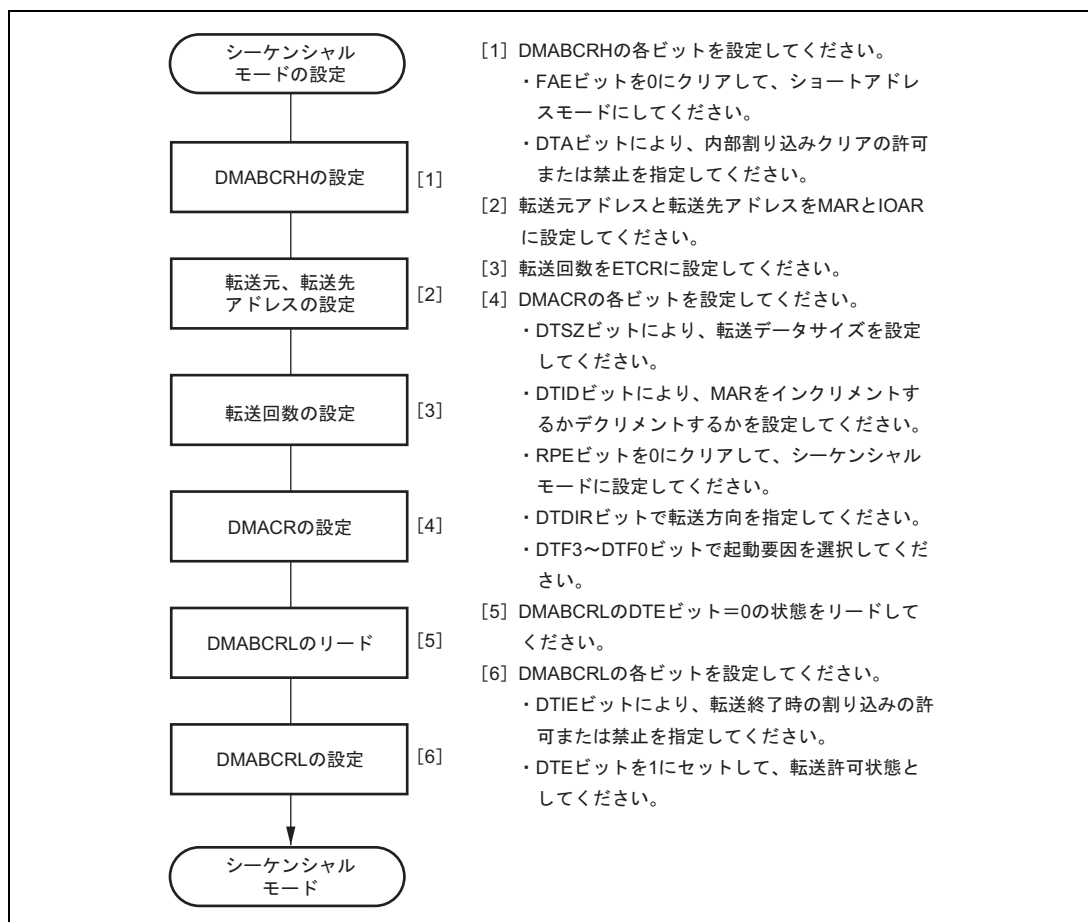 シーケンシャル
モードの設定
DMABCRHの設定
[1]
転送元、転送先
アドレスの設定
[2]
転送回数の設定
[3]
DMACRの設定
[4]
DMABCRLのリード
[5]
DMABCRLの設定
[6]
シーケンシャル
モード
[1] DMABCRHの各ビットを設定してください。
・FAEビットを0にクリアして、ショートアドレ
スモードにしてください。
・DTAビットにより、内部割り込みクリアの許可
または禁止を指定してください。
[2] 転送元アドレスと転送先アドレスをMARとIOAR
に設定してください。
[3] 転送回数をETCRに設定してください。
[4] DMACRの各ビットを設定してください。
・DTSZビットにより、転送データサイズを設定
してください。
・DTIDビットにより、MARをインクリメントす
るかデクリメントするかを設定してください。
・RPEビットを0にクリアして、シーケンシャル
モードに設定してください。
・DTDIRビットで転送方向を指定してください。
・DTF3～DTF0ビットで起動要因を選択してくだ
さい。
[5] DMABCRLのDTEビット＝0の状態をリードして
ください。
[6] DMABCRLの各ビットを設定してください。
・DTIEビットにより、転送終了時の割り込みの許
可または禁止を指定してください。
・DTEビットを1にセットして、転送許可状態と
してください。